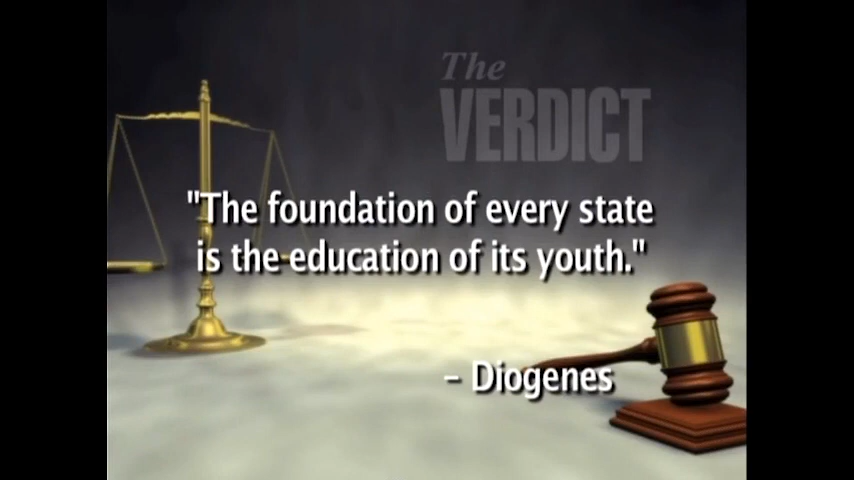 The
VERDICT
"The foundation of every state
is the education of its youth."
– Diogenes